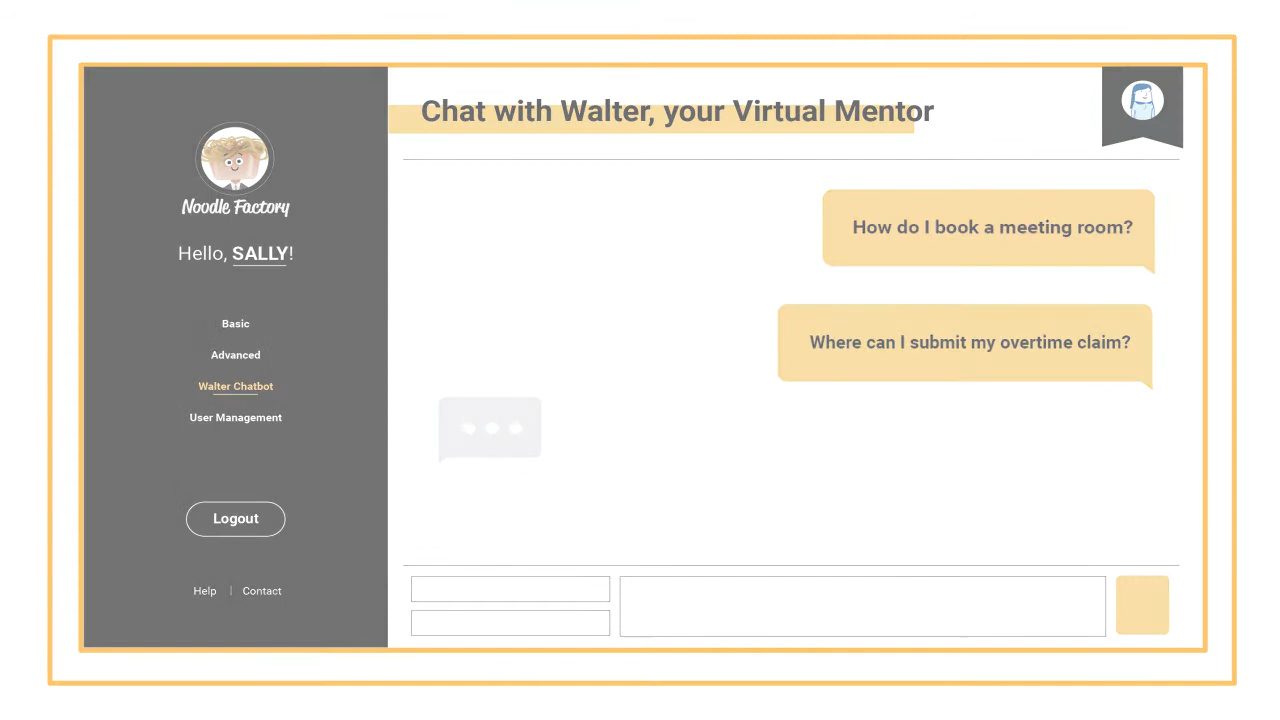 Noodle Factory
Hello, SALLY!
Basic
Advanced
Walter Chatbot
User Management
Logout
Help | Contact
Chat with Walter, your Virtual Mentor
How do I book a meeting room?
Where can I submit my overtime claim?